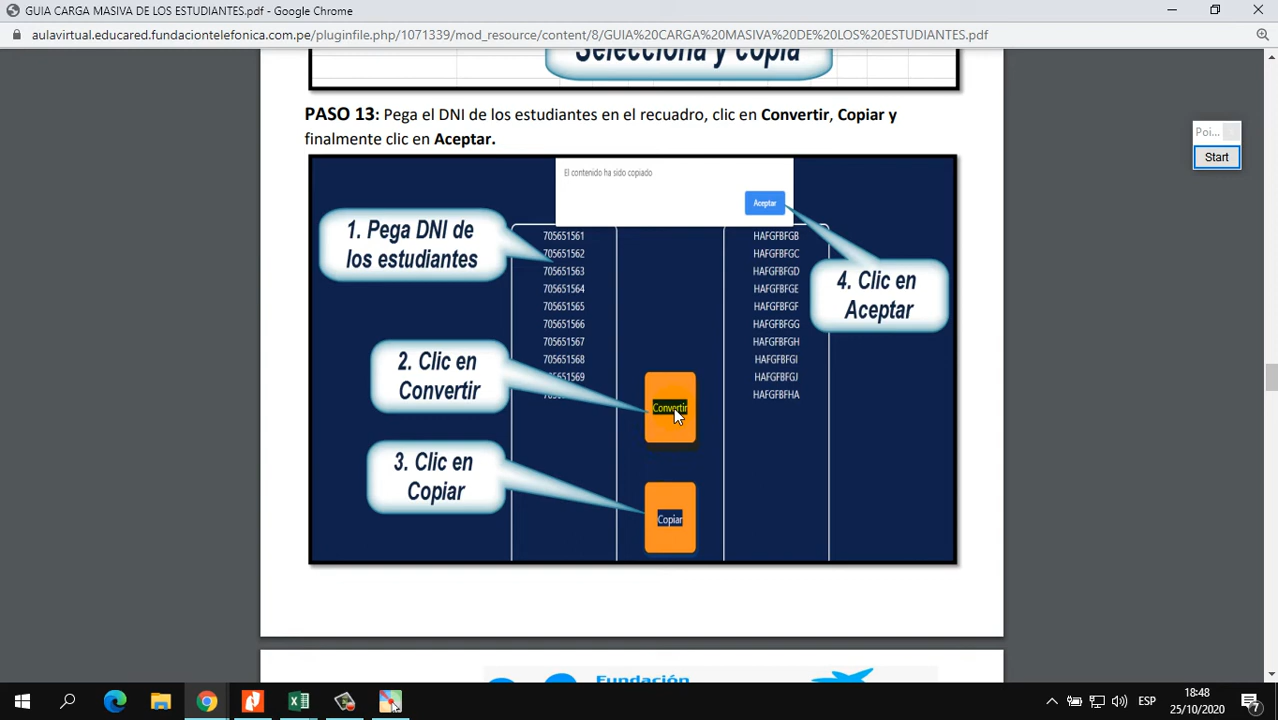 GUIA CARGA MASIVA DE LOS ESTUDIANTES.pdf - Google Chrome
aulavirtual.educared.fundaciontelefonica.com.pe/pluginfile.php/1071339/mod_resource/content/8/GUIA%20CARGA%20MASIVA%20DE%20LOS%20ESTUDIANTES.pdf
Selecciona y copia
Poi...
Start
PASO 13: Pega el DNI de los estudiantes en el recuadro, clic en Convertir, Copiar y
finalmente clic en Aceptar.
El contenido ha sido copiado
Aceptar
1. Pega DNI de
los estudiantes
705651561
705651562
705651563
705651564
705651565
705651566
705651567
705651568
705651569
HAFGFBFGB
HAFGFBFGC
HAFGFBFGD
HAFGFBFGE
HAFGFBFGF
HAFGFBFGG
HAFGFBFGH
HAFGFBFGI
HAFGFBFGJ
HAFGFBFHA
4. Clic en
Aceptar
2. Clic en
Convertir
Convertir
3. Clic en
Copiar
Copiar
Fundación
ESP
18:48
25/10/2020
7